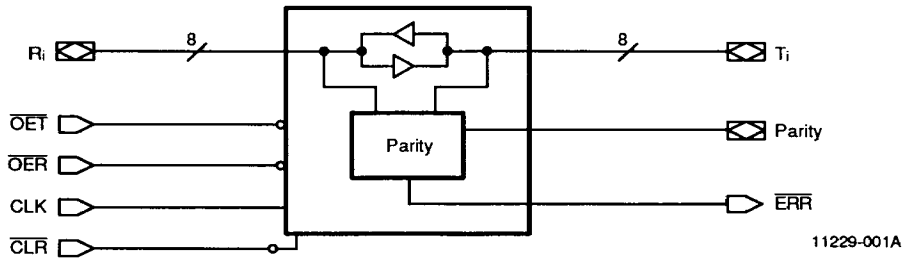 8
8
Ri
Ti
OET
Parity
Parity
OER
CLK
ERR
CLR
11229-001A